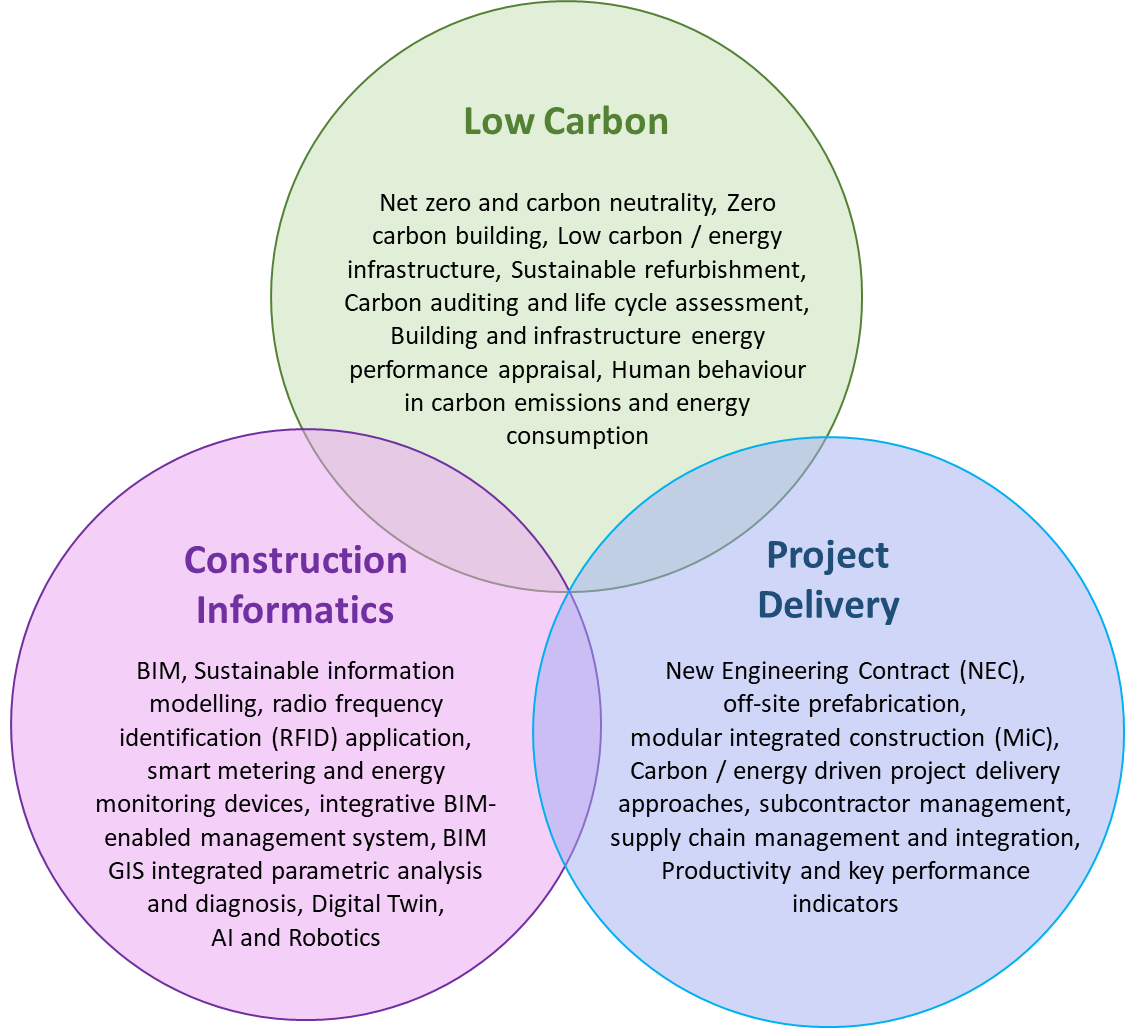 Low Carbon
Net zero and carbon neutrality, Zero
carbon building, Low carbon / energy
infrastructure, Sustainable refurbishment,
Carbon auditing and life cycle assessment,
Building and infrastructure energy
performance appraisal, Human behaviour
in carbon emissions and energy
consumption
Construction
Informatics
BIM, Sustainable information
modelling, radio frequency
identification (RFID) application,
smart metering and energy
monitoring devices, integrative BIM-
enabled management system, BIM
GIS integrated parametric analysis
and diagnosis, Digital Twin,
AI and Robotics
Project
Delivery
New Engineering Contract (NEC),
off-site prefabrication,
modular integrated construction (MiC),
Carbon / energy driven project delivery
approaches, subcontractor management,
supply chain management and integration,
Productivity and key performance
indicators